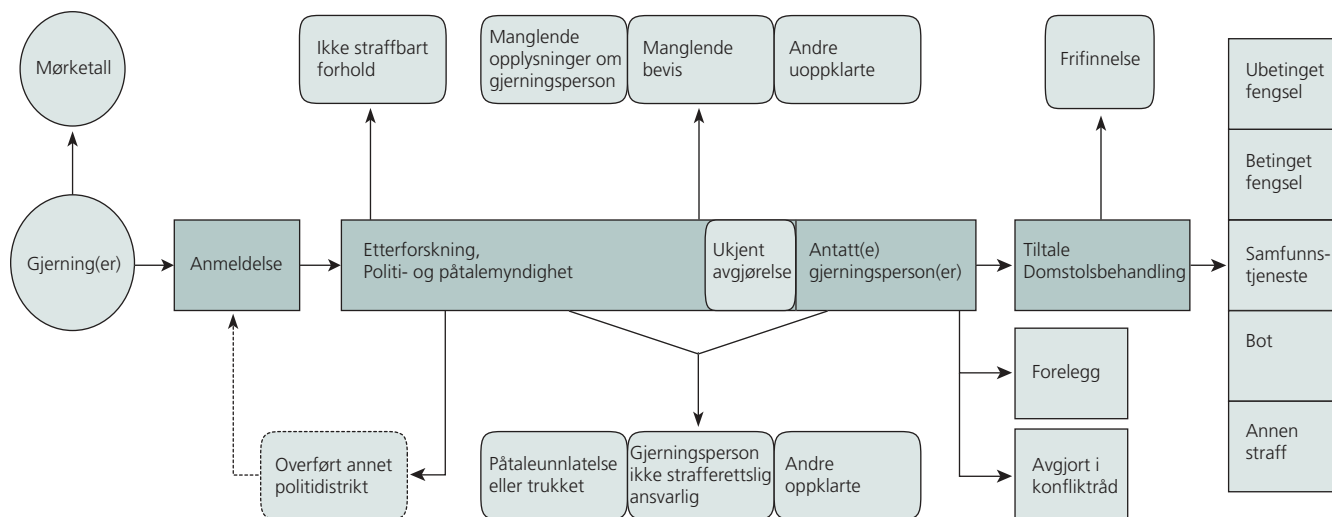 Mørketall
Ikke straffbart
forhold
Manglende
opplysninger om
gjerningsperson
Manglende
bevis
Andre
uoppklarte
Frifinnelse
Ubetinget
fengsel
Betinget
fengsel
Gjerning(er)
Anmeldelse
Etterforskning,
Politi- og påtalemyndighet
Ukjent
avgjørelse
Antatt(e)
gjerningsperson(er)
Tiltale
Domstolsbehandling
Samfunns-
tjeneste
Bot
Forelegg
Overført annet
politidistrikt
Påtaleunnlatelse
eller trukket
Gjerningsperson
ikke strafferettslig
ansvarlig
Andre
oppklarte
Avgjort i
konfliktråd
Annen
straff